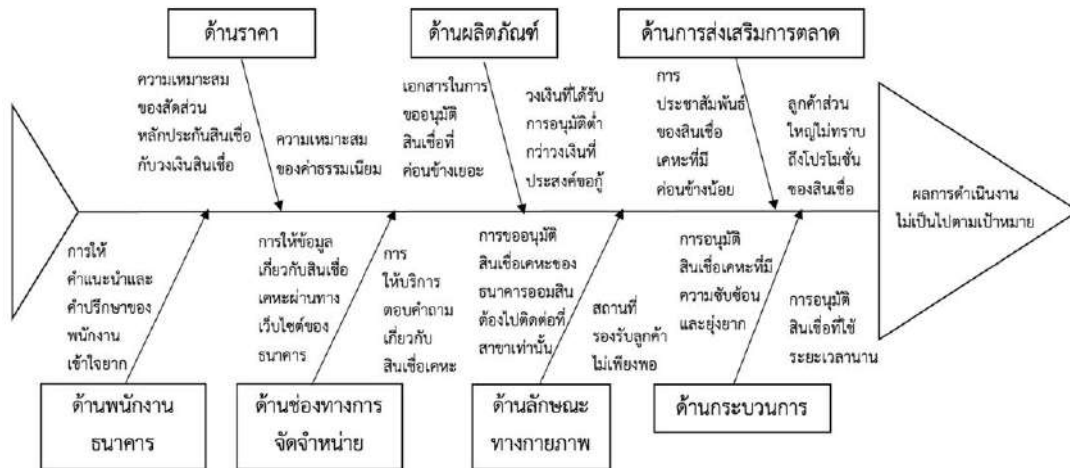 ด้านราคา
ด้านผลิตภัณฑ์
ด้านการส่งเสริมการตลาด
ความเหมาะสม
ของสัดส่วน
หลักประกันสินเชื่อ
กับวงเงินสินเชื่อ
ความเหมาะสม
ของค่าธรรมเนียม
เอกสารในการ
ขออนุมัติ
สินเชื่อที่
ค่อนข้างเยอะ
วงเงินที่ได้รับ
การอนุมัติต่ำ
กว่าวงเงินที่
ประสงค์ขอกู้
การ
ประชาสัมพันธ์
ของสินเชื่อ
เคหะที่มี
ค่อนข้างน้อย
ลูกค้าส่วน
ใหญ่ไม่ทราบ
ถึงโปรโมชั่น
ของสินเชื่อ
ผลการดำเนินงาน
ไม่เป็นไปตามเป้าหมาย
การให้
คำแนะนำและ
คำปรึกษาของ
พนักงาน
เข้าใจยาก
การให้ข้อมูล
เกี่ยวกับสินเชื่อ
เคหะผ่านทาง
เว็บไซต์ของ
ธนาคาร
การ
ให้บริการ
ตอบคำถาม
เกี่ยวกับ
สินเชื่อเคหะ
การขออนุมัติ
สินเชื่อเคหะของ
ธนาคารออมสิน
ต้องไปติดต่อที่
สาขาเท่านั้น
สถานที่
รองรับลูกค้า
ไม่เพียงพอ
การอนุมัติ
สินเชื่อเคหะที่มี
ความซับซ้อน
และยุ่งยาก
การอนุมัติ
สินเชื่อที่ใช้
ระยะเวลานาน
ด้านพนักงาน
ธนาคาร
ด้านช่องทางการ
จัดจำหน่าย
ด้านลักษณะ
ทางกายภาพ
ด้านกระบวนการ